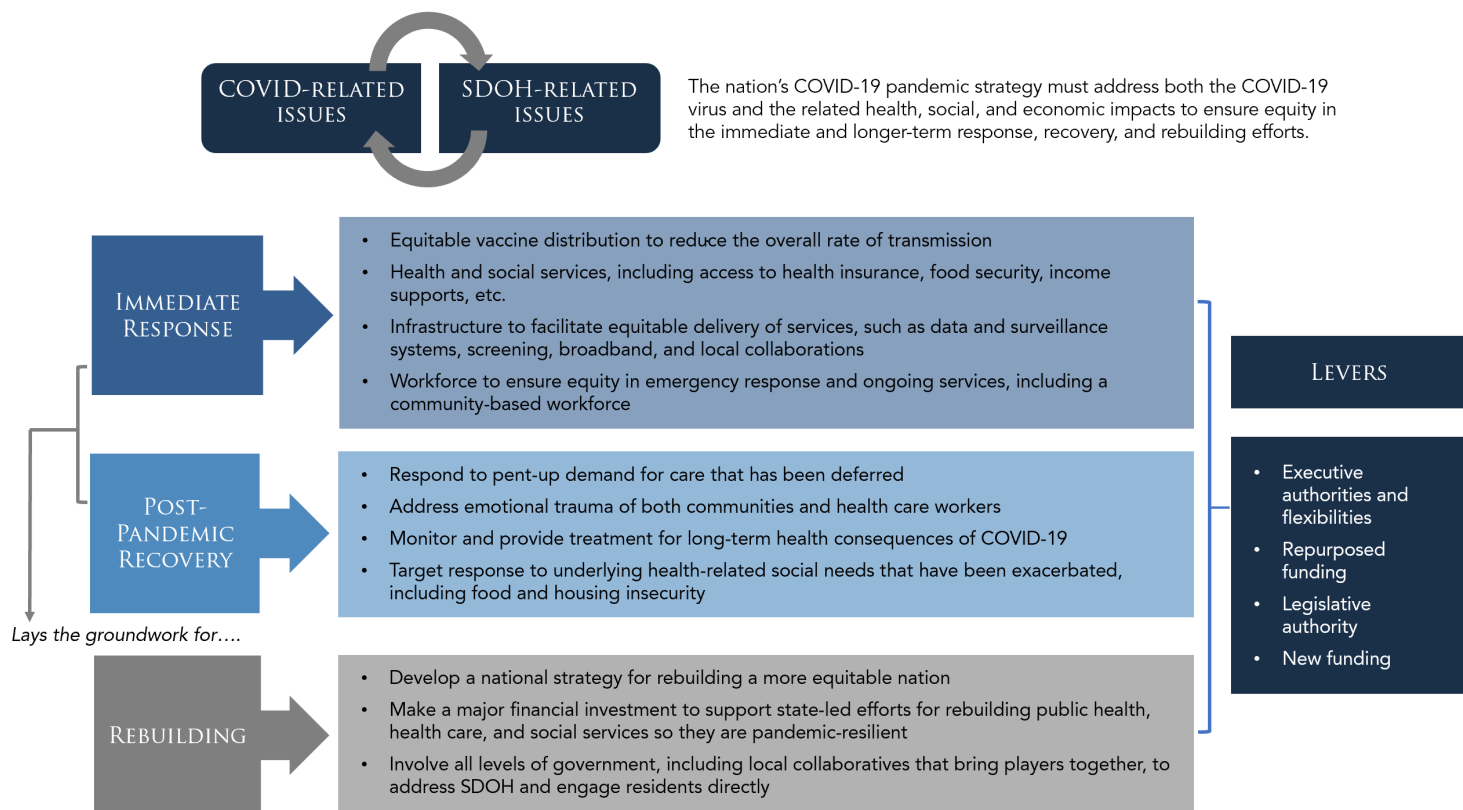 COVID-RELATED
ISSUES
SDOH-RELATED
ISSUES
The nation's COVID-19 pandemic strategy must address both the COVID-19
virus and the related health, social, and economic impacts to ensure equity in
the immediate and longer-term response, recovery, and rebuilding efforts.
IMMEDIATE
RESPONSE
• Equitable vaccine distribution to reduce the overall rate of transmission
• Health and social services, including access to health insurance, food security, income
supports, etc.
• Infrastructure to facilitate equitable delivery of services, such as data and surveillance
systems, screening, broadband, and local collaborations
• Workforce to ensure equity in emergency response and ongoing services, including a
community-based workforce
POST-
PANDEMIC
RECOVERY
• Respond to pent-up demand for care that has been deferred
• Address emotional trauma of both communities and health care workers
• Monitor and provide treatment for long-term health consequences of COVID-19
• Target response to underlying health-related social needs that have been exacerbated,
including food and housing insecurity
Lays the groundwork for….
REBUILDING
• Develop a national strategy for rebuilding a more equitable nation
• Make a major financial investment to support state-led efforts for rebuilding public health,
health care, and social services so they are pandemic-resilient
• Involve all levels of government, including local collaboratives that bring players together, to
address SDOH and engage residents directly
LEVERS
• Executive
authorities and
flexibilities
• Repurposed
funding
• Legislative
authority
• New funding